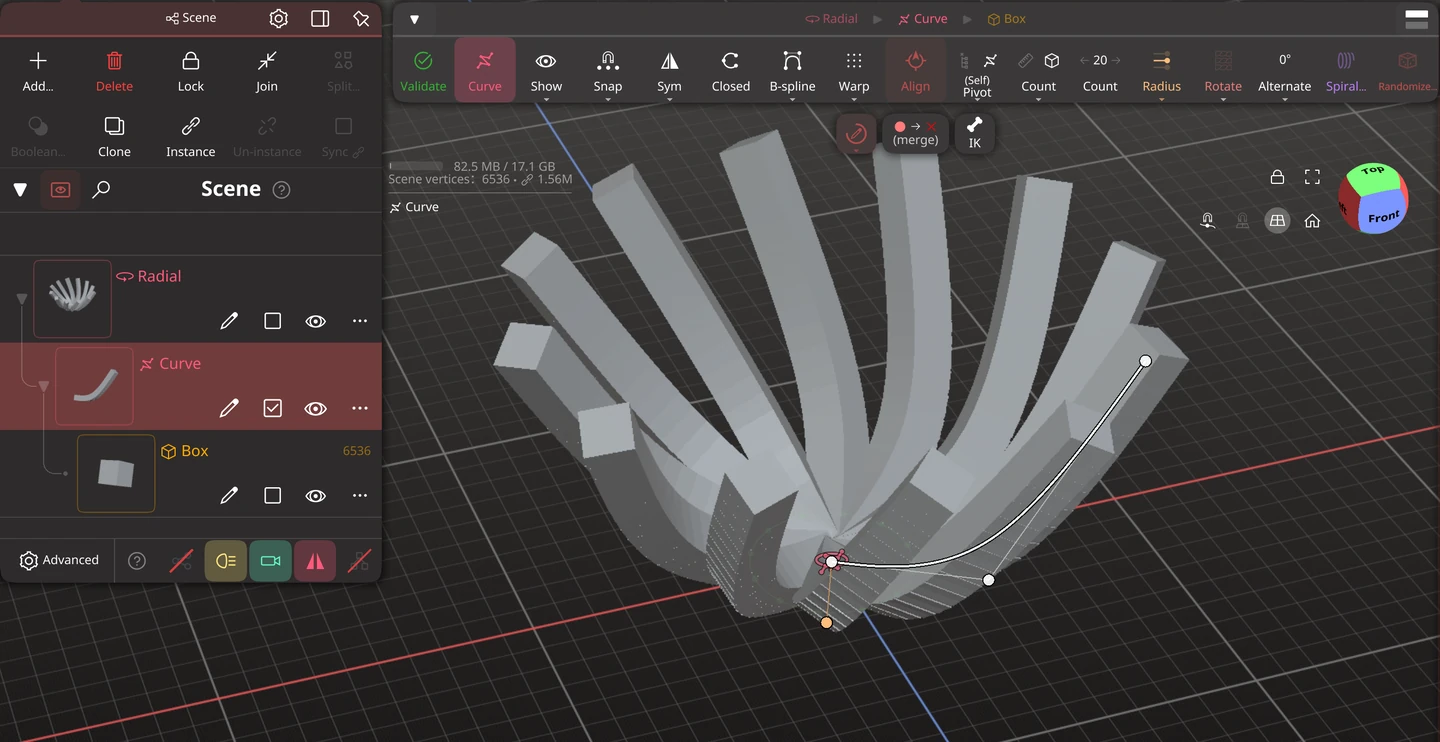 Scene
Add...
Delete
Lock
Join
Split...
Boolean...
Clone
Instance
Un-instance
Sync
Scene
Radial
Curve
Box
6536
Advanced
Radial
Curve
Box
Validate
Curve
Show
Snap
Sym
Closed
B-spline
Warp
Align
(Self)
Pivot
Count
20
Count
Radius
Rotate
0°
Alternate
Spiral...
Randomize...
(merge)
IK
82.5 MB / 17.1 GB
Scene vertices: 6536 • 1.56M
Curve
Top
Front